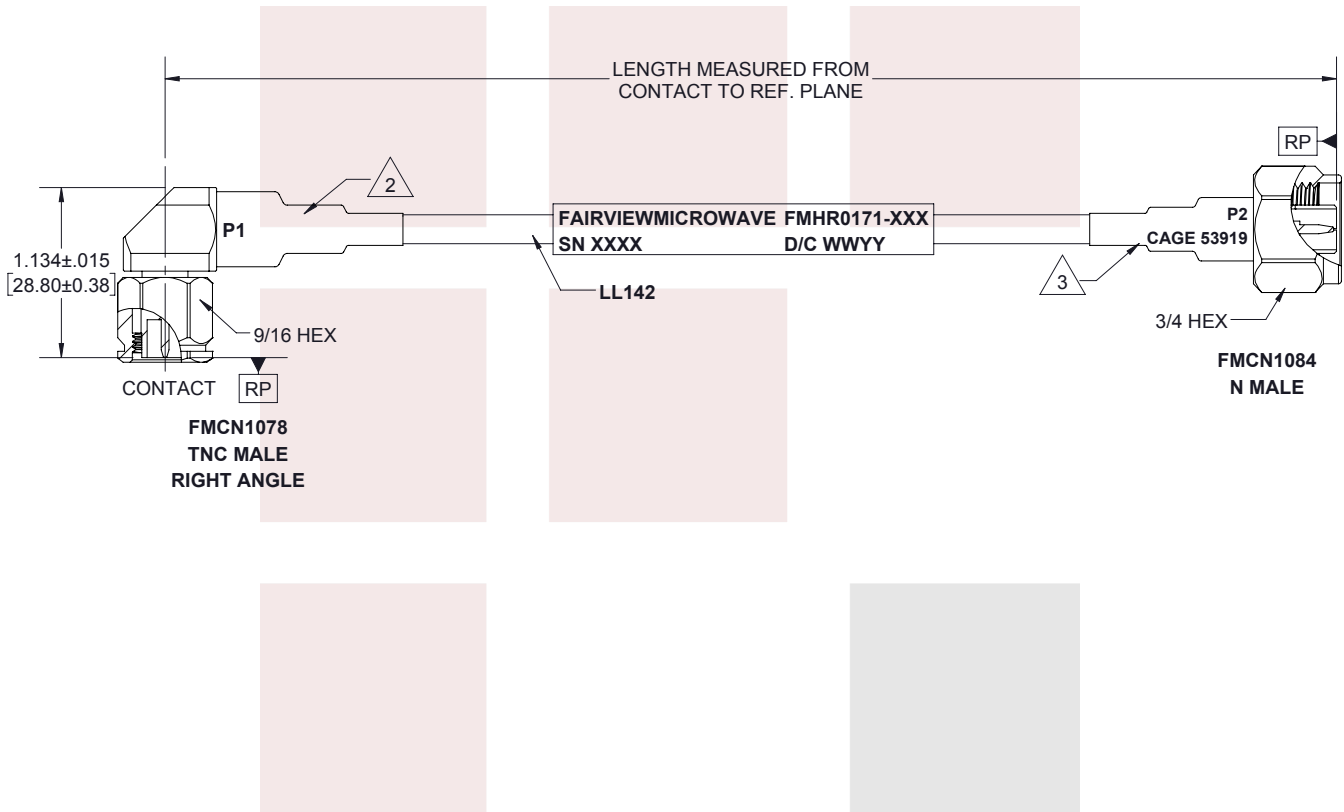 LENGTH MEASURED FROM
CONTACT TO REF. PLANE
RP
2
P1
FAIRVIEWMICROWAVE FMHR0171-XXX
SN XXXX D/C WWYY
P2
CAGE 53919
1.134±.015
[28.80±0.38]
LL142
3
9/16 HEX
3/4 HEX
CONTACT
RP
FMCN1078
TNC MALE
RIGHT ANGLE
FMCN1084
N MALE